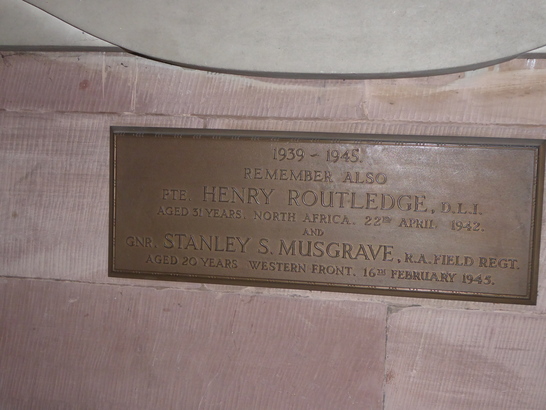 1939 - 1945.
REMEMBER ALSO
PTE. HENRY ROUTLEDGE, D.L.I.
AGED 31 YEARS. NORTH AFRICA. 22ND APRIL 1942.
AND
GNR. STANLEY S. MUSGRAVE, R.A. FIELD REGT.
AGED 20 YEARS WESTERN FRONT, 16TH FEBRUARY 1945.